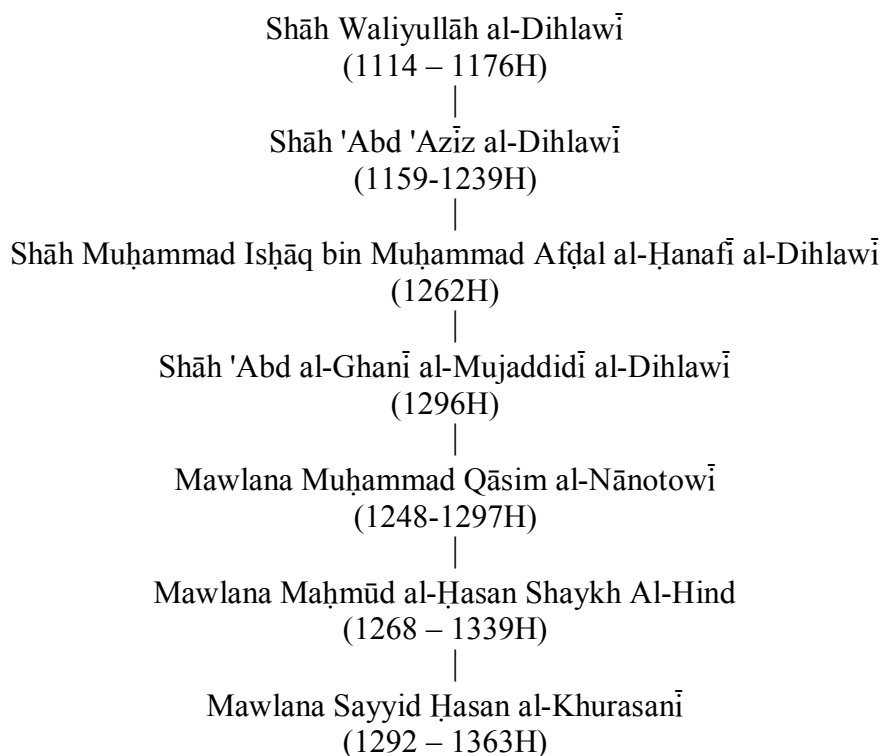 Shāh Waliyullāh al-Dihlawī
(1114 – 1176H)
Shāh 'Abd 'Azīz al-Dihlawī
(1159-1239H)
Shāh Muḥammad Isḥāq bin Muḥammad Afḍal al-Ḥanafī al-Dihlawī
(1262H)
Shāh 'Abd al-Ghanī al-Mujaddidī al-Dihlawī
(1296H)
Mawlana Muḥammad Qāsim al-Nānotowī
(1248-1297H)
Mawlana Maḥmūd al-Ḥasan Shaykh Al-Hind
(1268 – 1339H)
Mawlana Sayyid Ḥasan al-Khurasanī
(1292 – 1363H)